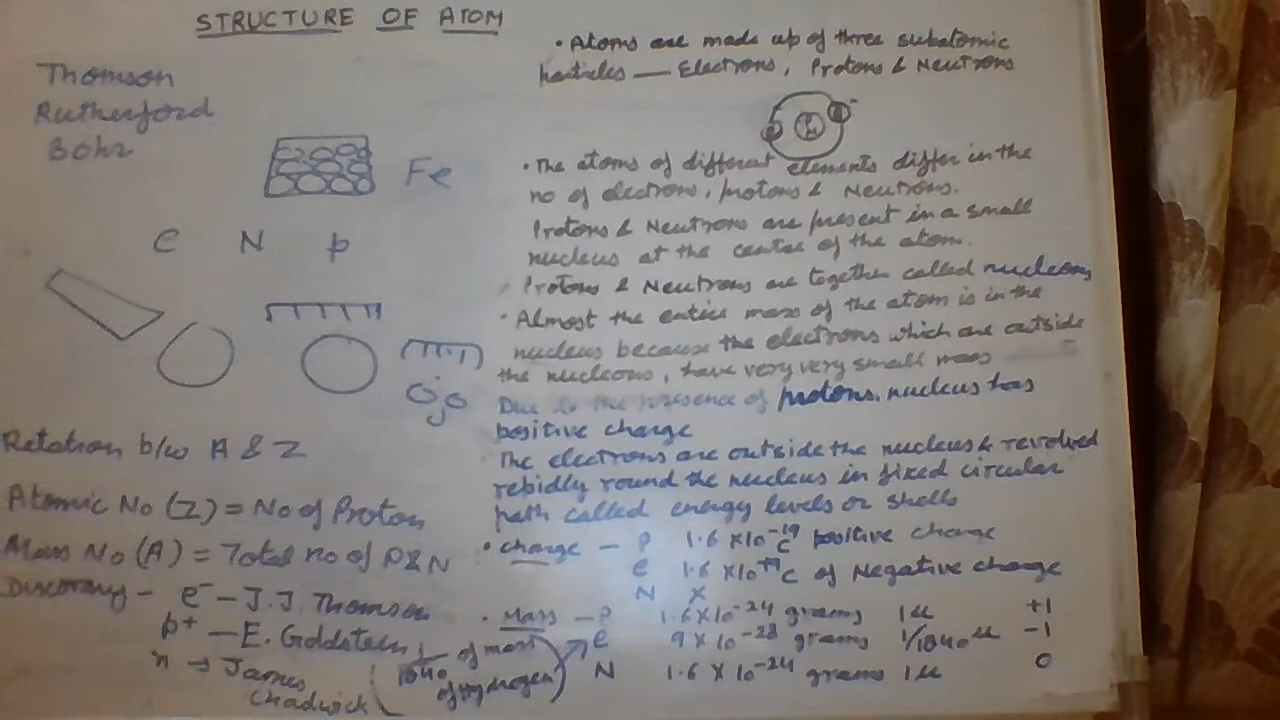 STRUCTURE OF ATOM
Thomson
Rutherford
Bohr
Fe
e N p
Relation b/w A & Z
Atomic No (Z) = No of Proton
Mass No (A) = Total no of P&N
Discovery - e⁻ - J.J. Thomson
p⁺ - E. Goldstein
n → James
Chadwick
1/1840 of mass
of Hydrogen
• Atoms are made up of three subatomic
particles — Electrons, Protons & Neutrons
• The atoms of different elements differ in the
no of electrons, protons & Neutrons.
Protons & Neutrons are present in a small
nucleus at the centre of the atom.
Protons & Neutrons are together called nucleons
• Almost the entire mass of the atom is in the
nucleus because the electrons which are outside
the nucleous, have very very small mass
Due to the presence of protons, nucleus has
positive charge
The electrons are outside the nucleus & revolved
rebidly round the nucleus in fixed circular
path called energy levels or shells
• Charge - P 1.6 × 10⁻¹⁹ C positive charge
e 1.6 × 10⁻¹⁹ C of Negative charge
N ×
• Mass - P 1.6 × 10⁻²⁴ grams 1u +1
e 9 × 10⁻²⁸ grams 1/1840 u -1
N 1.6 × 10⁻²⁴ grams 1u 0